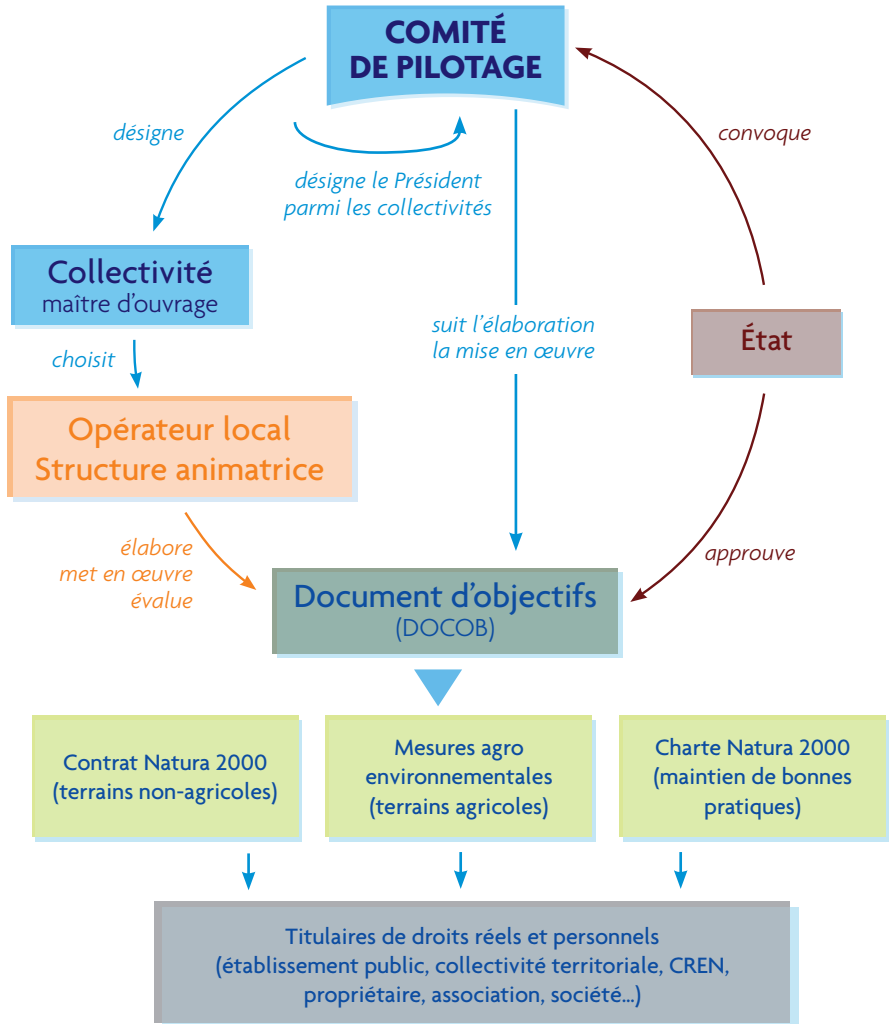 COMITÉ
DE PILOTAGE
désigne
convoque
désigne le Président
parmi les collectivités
Collectivité
maître d'ouvrage
suit l'élaboration
la mise en œuvre
État
choisit
Opérateur local
Structure animatrice
élabore
met en œuvre
évalue
approuve
Document d'objectifs
(DOCOB)
Contrat Natura 2000
(terrains non-agricoles)
Mesures agro
environnementales
(terrains agricoles)
Charte Natura 2000
(maintien de bonnes
pratiques)
Titulaires de droits réels et personnels
(établissement public, collectivité territoriale, CREN,
propriétaire, association, société...)